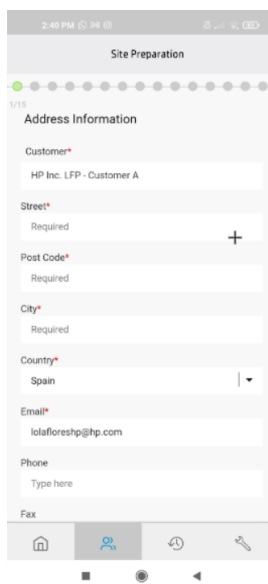 2:40 PM
Site Preparation
1/15
Address Information
Customer*
HP Inc. LFP - Customer A
Street*
Required
+
Post Code*
Required
City*
Required
Country*
Spain
Email*
lolafloreshp@hp.com
Phone
Type here
Fax